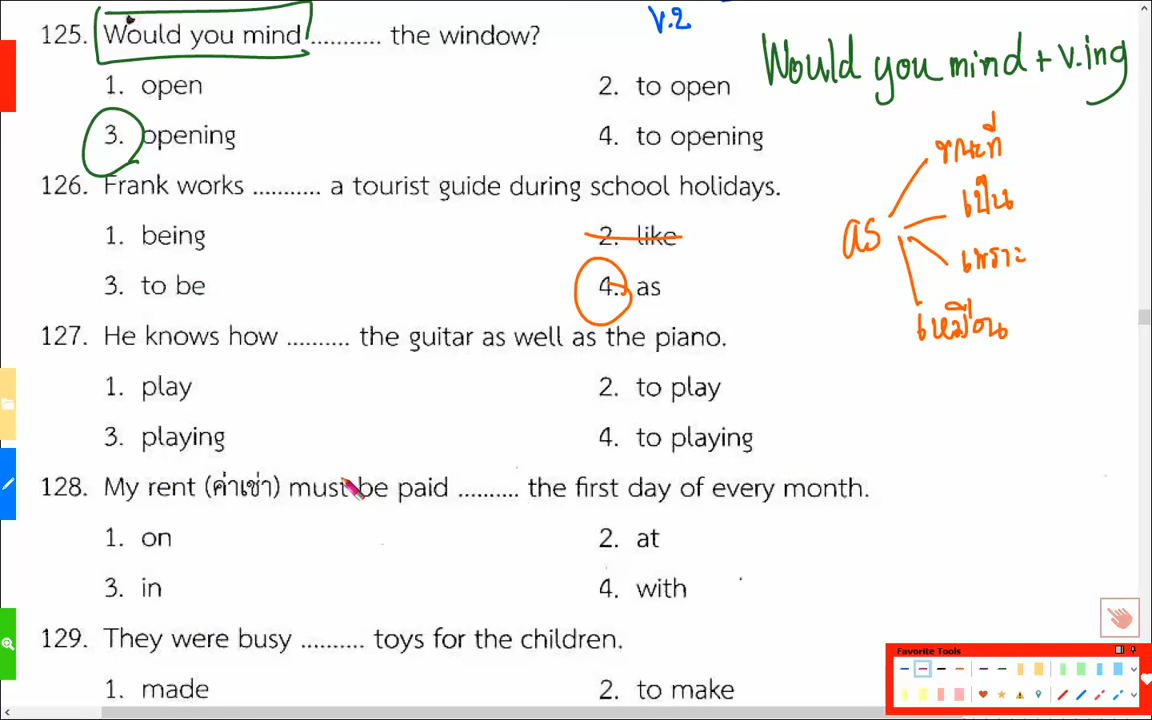 v.2
125. Would you mind ........... the window?
Would you mind + v.ing
1. open
2. to open
3. opening
4. to opening
ขณะที่
126. Frank works ........... a tourist guide during school holidays.
เป็น
1. being
2. like
as
เพราะ
3. to be
4. as
เหมือน
127. He knows how .......... the guitar as well as the piano.
1. play
2. to play
3. playing
4. to playing
128. My rent (ค่าเช่า) must be paid .......... the first day of every month.
1. on
2. at
3. in
4. with
129. They were busy .......... toys for the children.
Favorite Tools
1. made
2. to make